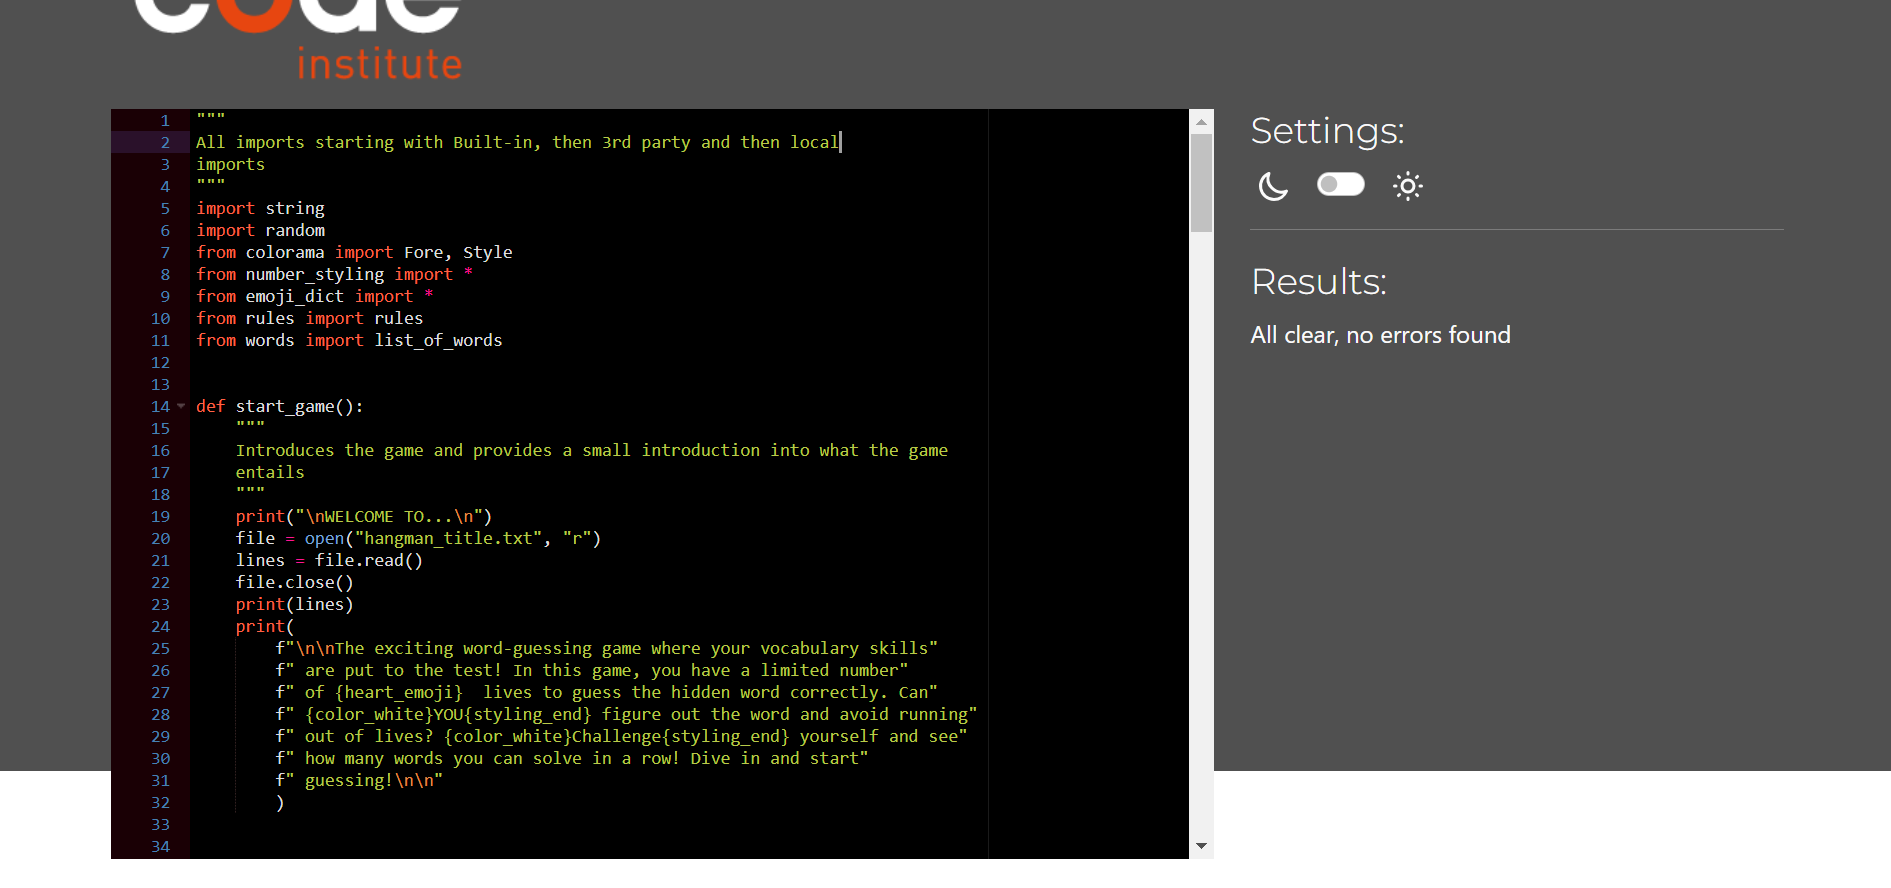 code
institute
1 """
2 All imports starting with Built-in, then 3rd party and then local
3 imports
4 """
5 import string
6 import random
7 from colorama import Fore, Style
8 from number_styling import *
9 from emoji_dict import *
10 from rules import rules
11 from words import list_of_words
12
13
14 def start_game():
15     """
16     Introduces the game and provides a small introduction into what the game
17     entails
18     """
19     print("\nWELCOME TO...\n")
20     file = open("hangman_title.txt", "r")
21     lines = file.read()
22     file.close()
23     print(lines)
24     print(
25         f"\n\nThe exciting word-guessing game where your vocabulary skills"
26         f" are put to the test! In this game, you have a limited number"
27         f" of {heart_emoji}  lives to guess the hidden word correctly. Can"
28         f" {color_white}YOU{styling_end} figure out the word and avoid running"
29         f" out of lives? {color_white}Challenge{styling_end} yourself and see"
30         f" how many words you can solve in a row! Dive in and start"
31         f" guessing!\n\n"
32         )
33
34
Settings:
Results:
All clear, no errors found